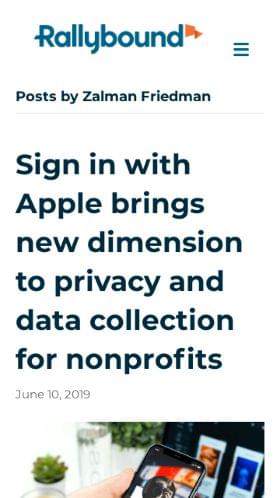 Rallybound
Posts by Zalman Friedman
Sign in with
Apple brings
new dimension
to privacy and
data collection
for nonprofits
June 10, 2019